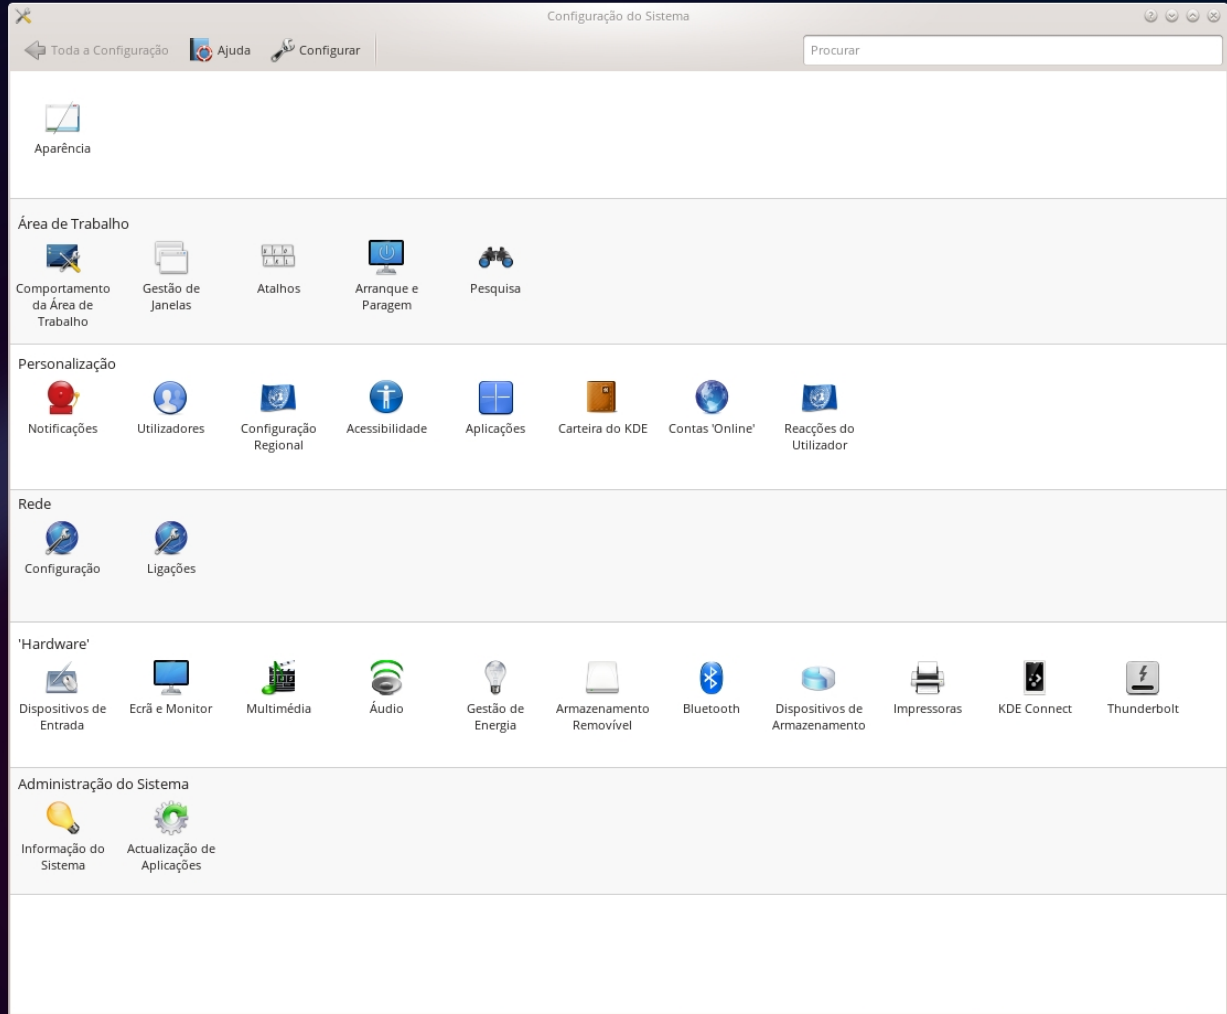 Configuração do Sistema
Toda a Configuração Ajuda Configurar Procurar
Aparência
Área de Trabalho
Comportamento da Área de Trabalho
Gestão de Janelas
Atalhos
Arranque e Paragem
Pesquisa
Personalização
Notificações
Utilizadores
Configuração Regional
Acessibilidade
Aplicações
Carteira do KDE
Contas 'Online'
Reacções do Utilizador
Rede
Configuração
Ligações
'Hardware'
Dispositivos de Entrada
Ecrã e Monitor
Multimédia
Áudio
Gestão de Energia
Armazenamento Removível
Bluetooth
Dispositivos de Armazenamento
Impressoras
KDE Connect
Thunderbolt
Administração do Sistema
Informação do Sistema
Actualização de Aplicações